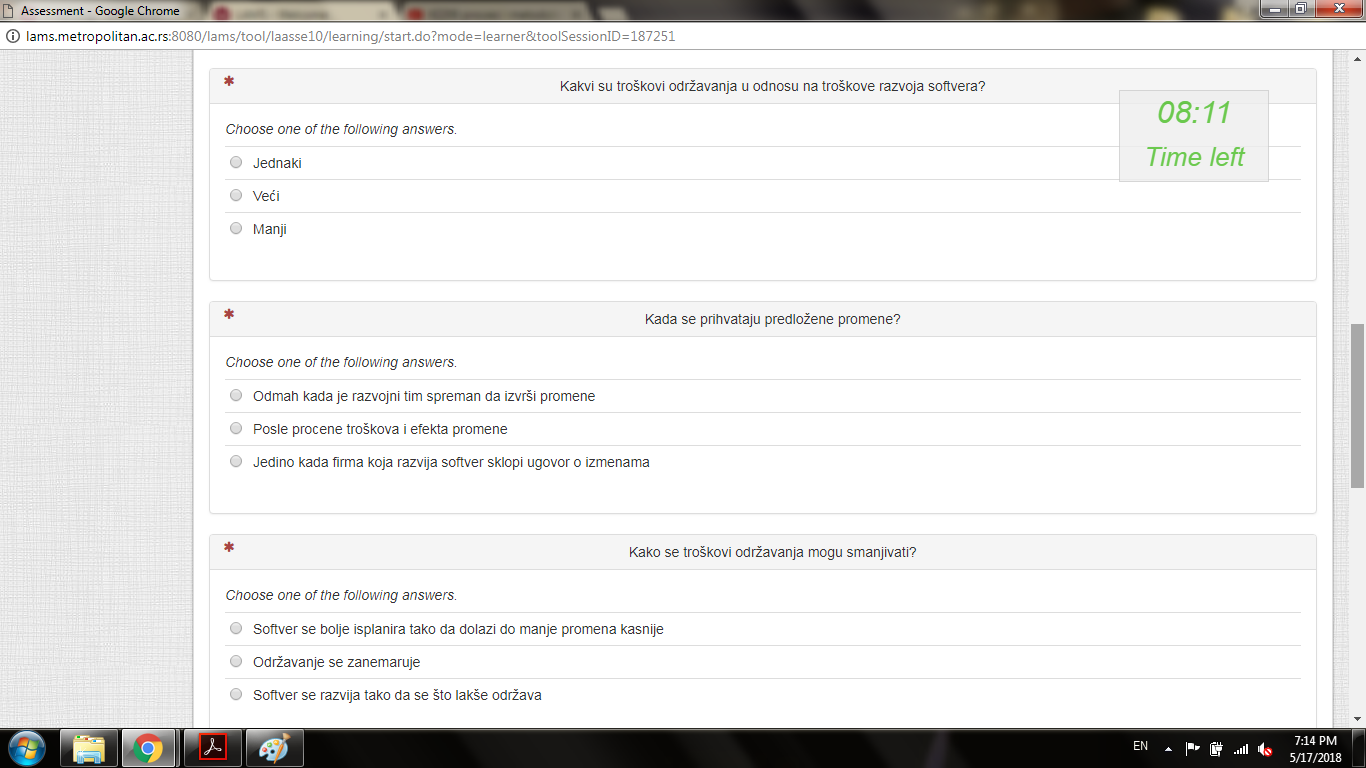 Assessment - Google Chrome
lams.metropolitan.ac.rs:8080/lams/tool/laasse10/learning/start.do?mode=learner&toolSessionID=187251
* Kakvi su troškovi održavanja u odnosu na troškove razvoja softvera?
08:11
Time left
Choose one of the following answers.
Jednaki
Veći
Manji
* Kada se prihvataju predložene promene?
Choose one of the following answers.
Odmah kada je razvojni tim spreman da izvrši promene
Posle procene troškova i efekta promene
Jedino kada firma koja razvija softver sklopi ugovor o izmenama
* Kako se troškovi održavanja mogu smanjivati?
Choose one of the following answers.
Softver se bolje isplanira tako da dolazi do manje promena kasnije
Održavanje se zanemaruje
Softver se razvija tako da se što lakše održava
EN
7:14 PM
5/17/2018